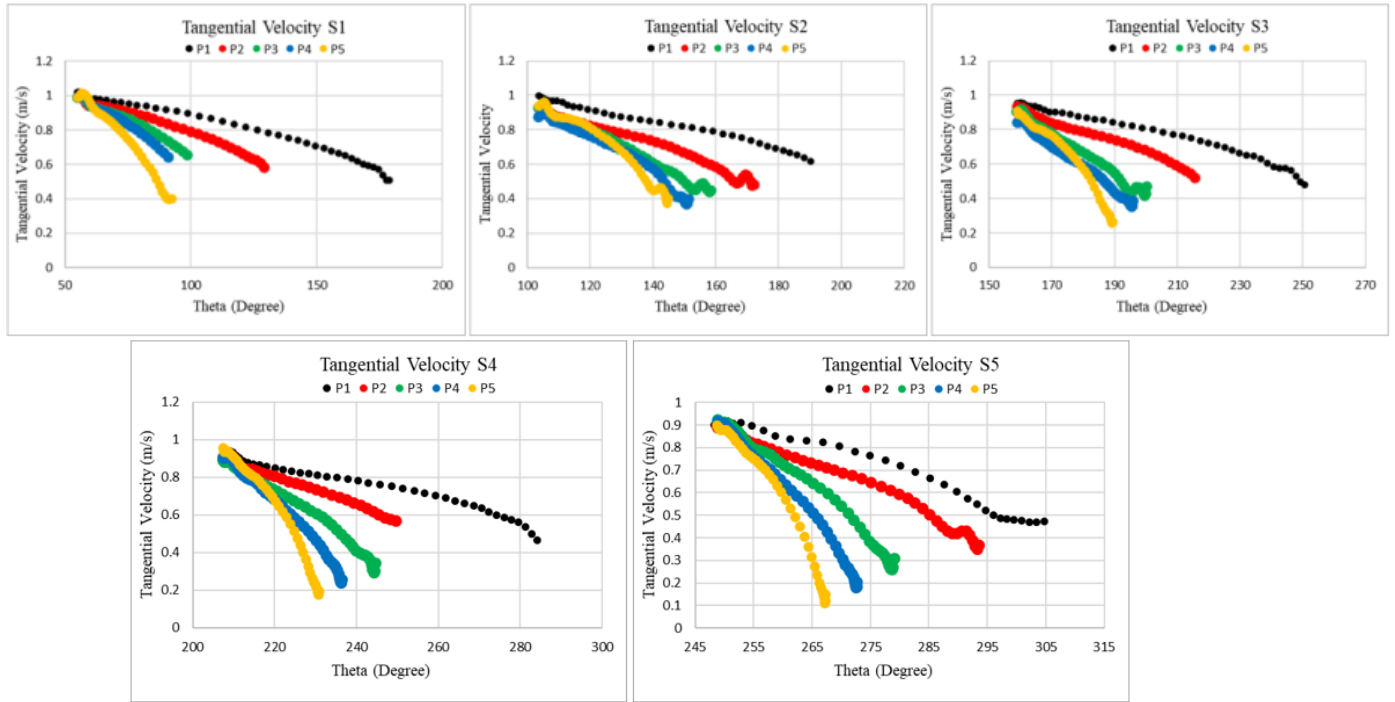 Tangential Velocity S1
P1 P2 P3 P4 P5
1.2
1
0.8
0.6
0.4
0.2
0
50 100 150 200
Tangential Velocity (m/s)
Theta (Degree)
Tangential Velocity S2
P1 P2 P3 P4 P5
1.2
1
0.8
0.6
0.4
0.2
0
100 120 140 160 180 200 220
Tangential Velocity
Theta (Degree)
Tangential Velocity S3
P1 P2 P3 P4 P5
1.2
1
0.8
0.6
0.4
0.2
0
150 170 190 210 230 250 270
Tangential Velocity (m/s)
Theta (Degree)
Tangential Velocity S4
P1 P2 P3 P4 P5
1.2
1
0.8
0.6
0.4
0.2
0
200 220 240 260 280 300
Tangential Velocity (m/s)
Theta (Degree)
Tangential Velocity S5
P1 P2 P3 P4 P5
1
0.9
0.8
0.7
0.6
0.5
0.4
0.3
0.2
0.1
0
245 255 265 275 285 295 305 315
Tangential Velocity (m/s)
Theta (Degree)